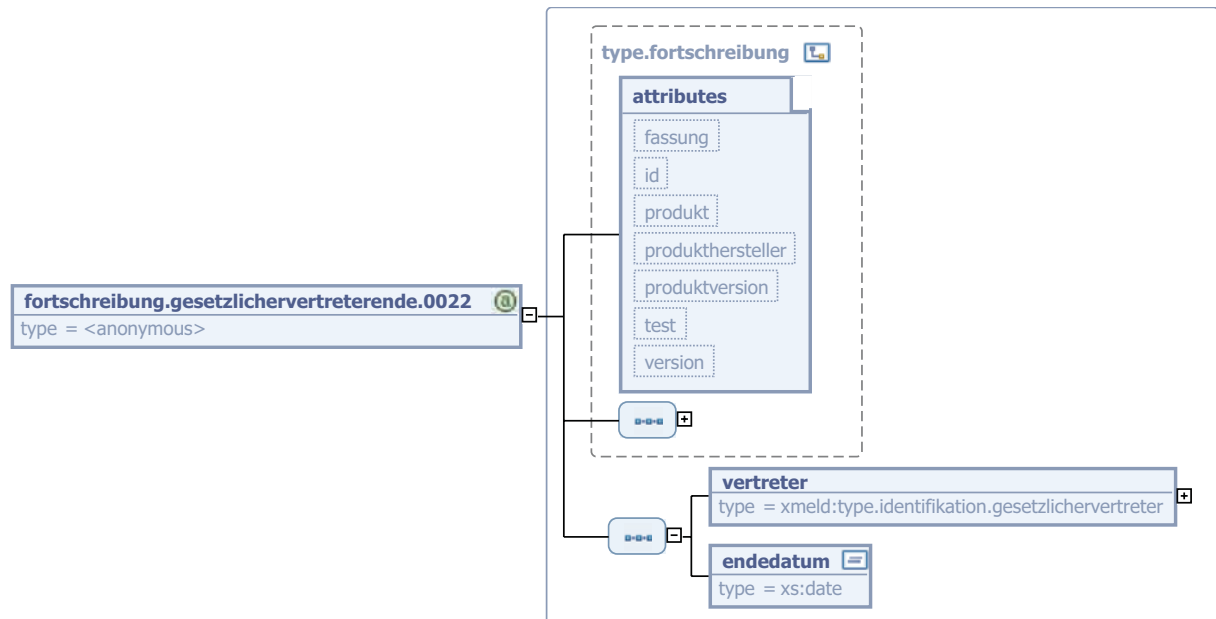 type.fortschreibung
attributes
fassung
id
produkt
produkthersteller
produktversion
test
version
fortschreibung.gesetzlichervertreterende.0022
type = <anonymous>
vertreter
type = xmeld:type.identifikation.gesetzlichervertreter
endedatum
type = xs:date